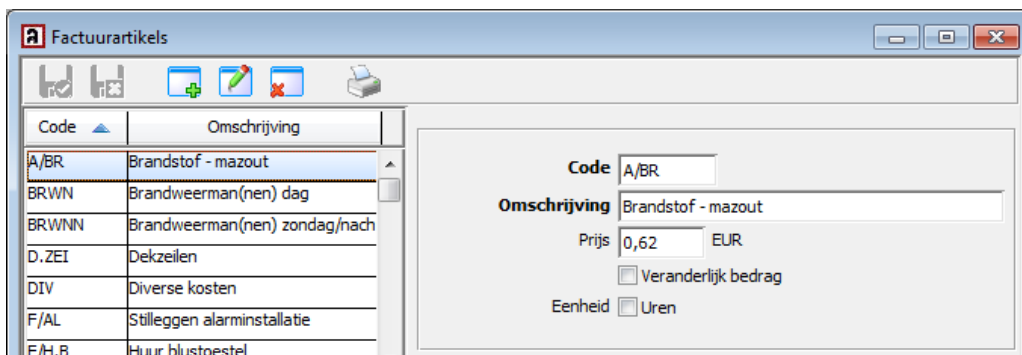 Factuurartikels
Code Omschrijving
A/BR Brandstof - mazout
BRWN Brandweerman(nen) dag
BRWNN Brandweerman(nen) zondag/nach
D.ZEI Dekzeilen
DIV Diverse kosten
F/AL Stilleggen alarminstallatie
F/H.B Huur blustoestel
Code A/BR
Omschrijving Brandstof - mazout
Prijs 0,62 EUR
Veranderlijk bedrag
Eenheid Uren